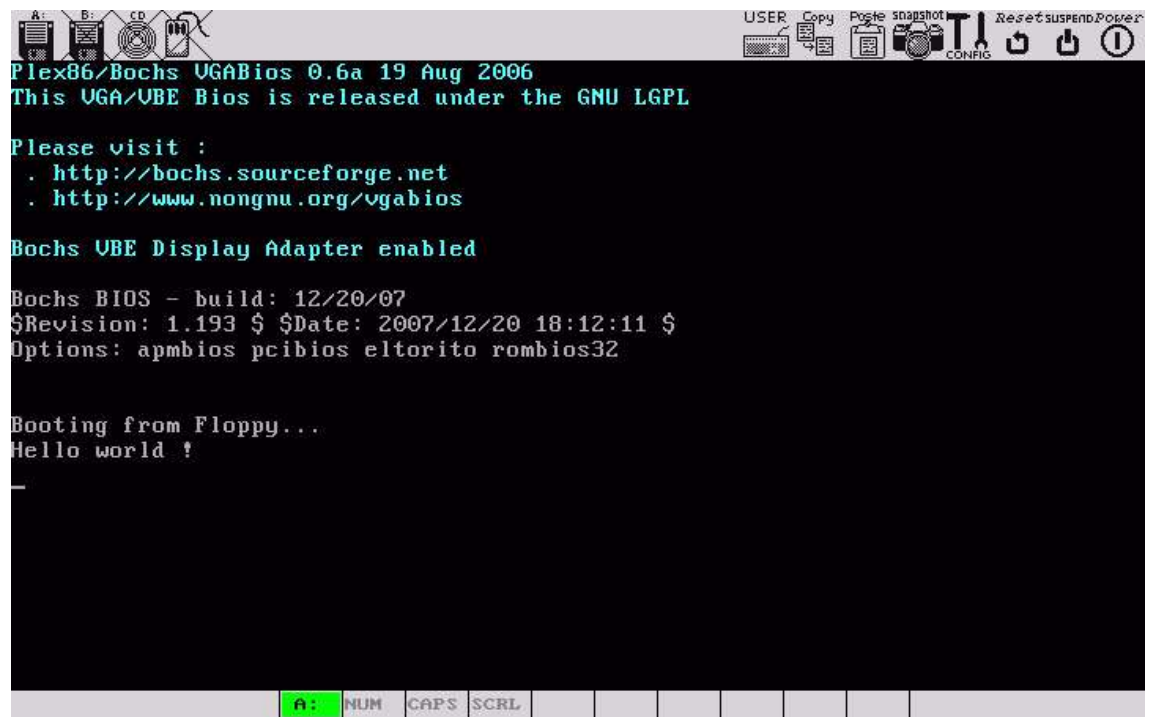 A: B: CD USER Copy Paste snapshot CONFIG Reset SUSPEND Power
Plex86/Bochs VGABios 0.6a 19 Aug 2006
This VGA/VBE Bios is released under the GNU LGPL
Please visit :
. http://bochs.sourceforge.net
. http://www.nongnu.org/vgabios
Bochs VBE Display Adapter enabled
Bochs BIOS - build: 12/20/07
$Revision: 1.193 $ $Date: 2007/12/20 18:12:11 $
Options: apmbios pcibios eltorito rombios32
Booting from Floppy...
Hello world !
_
A: NUM CAPS SCRL